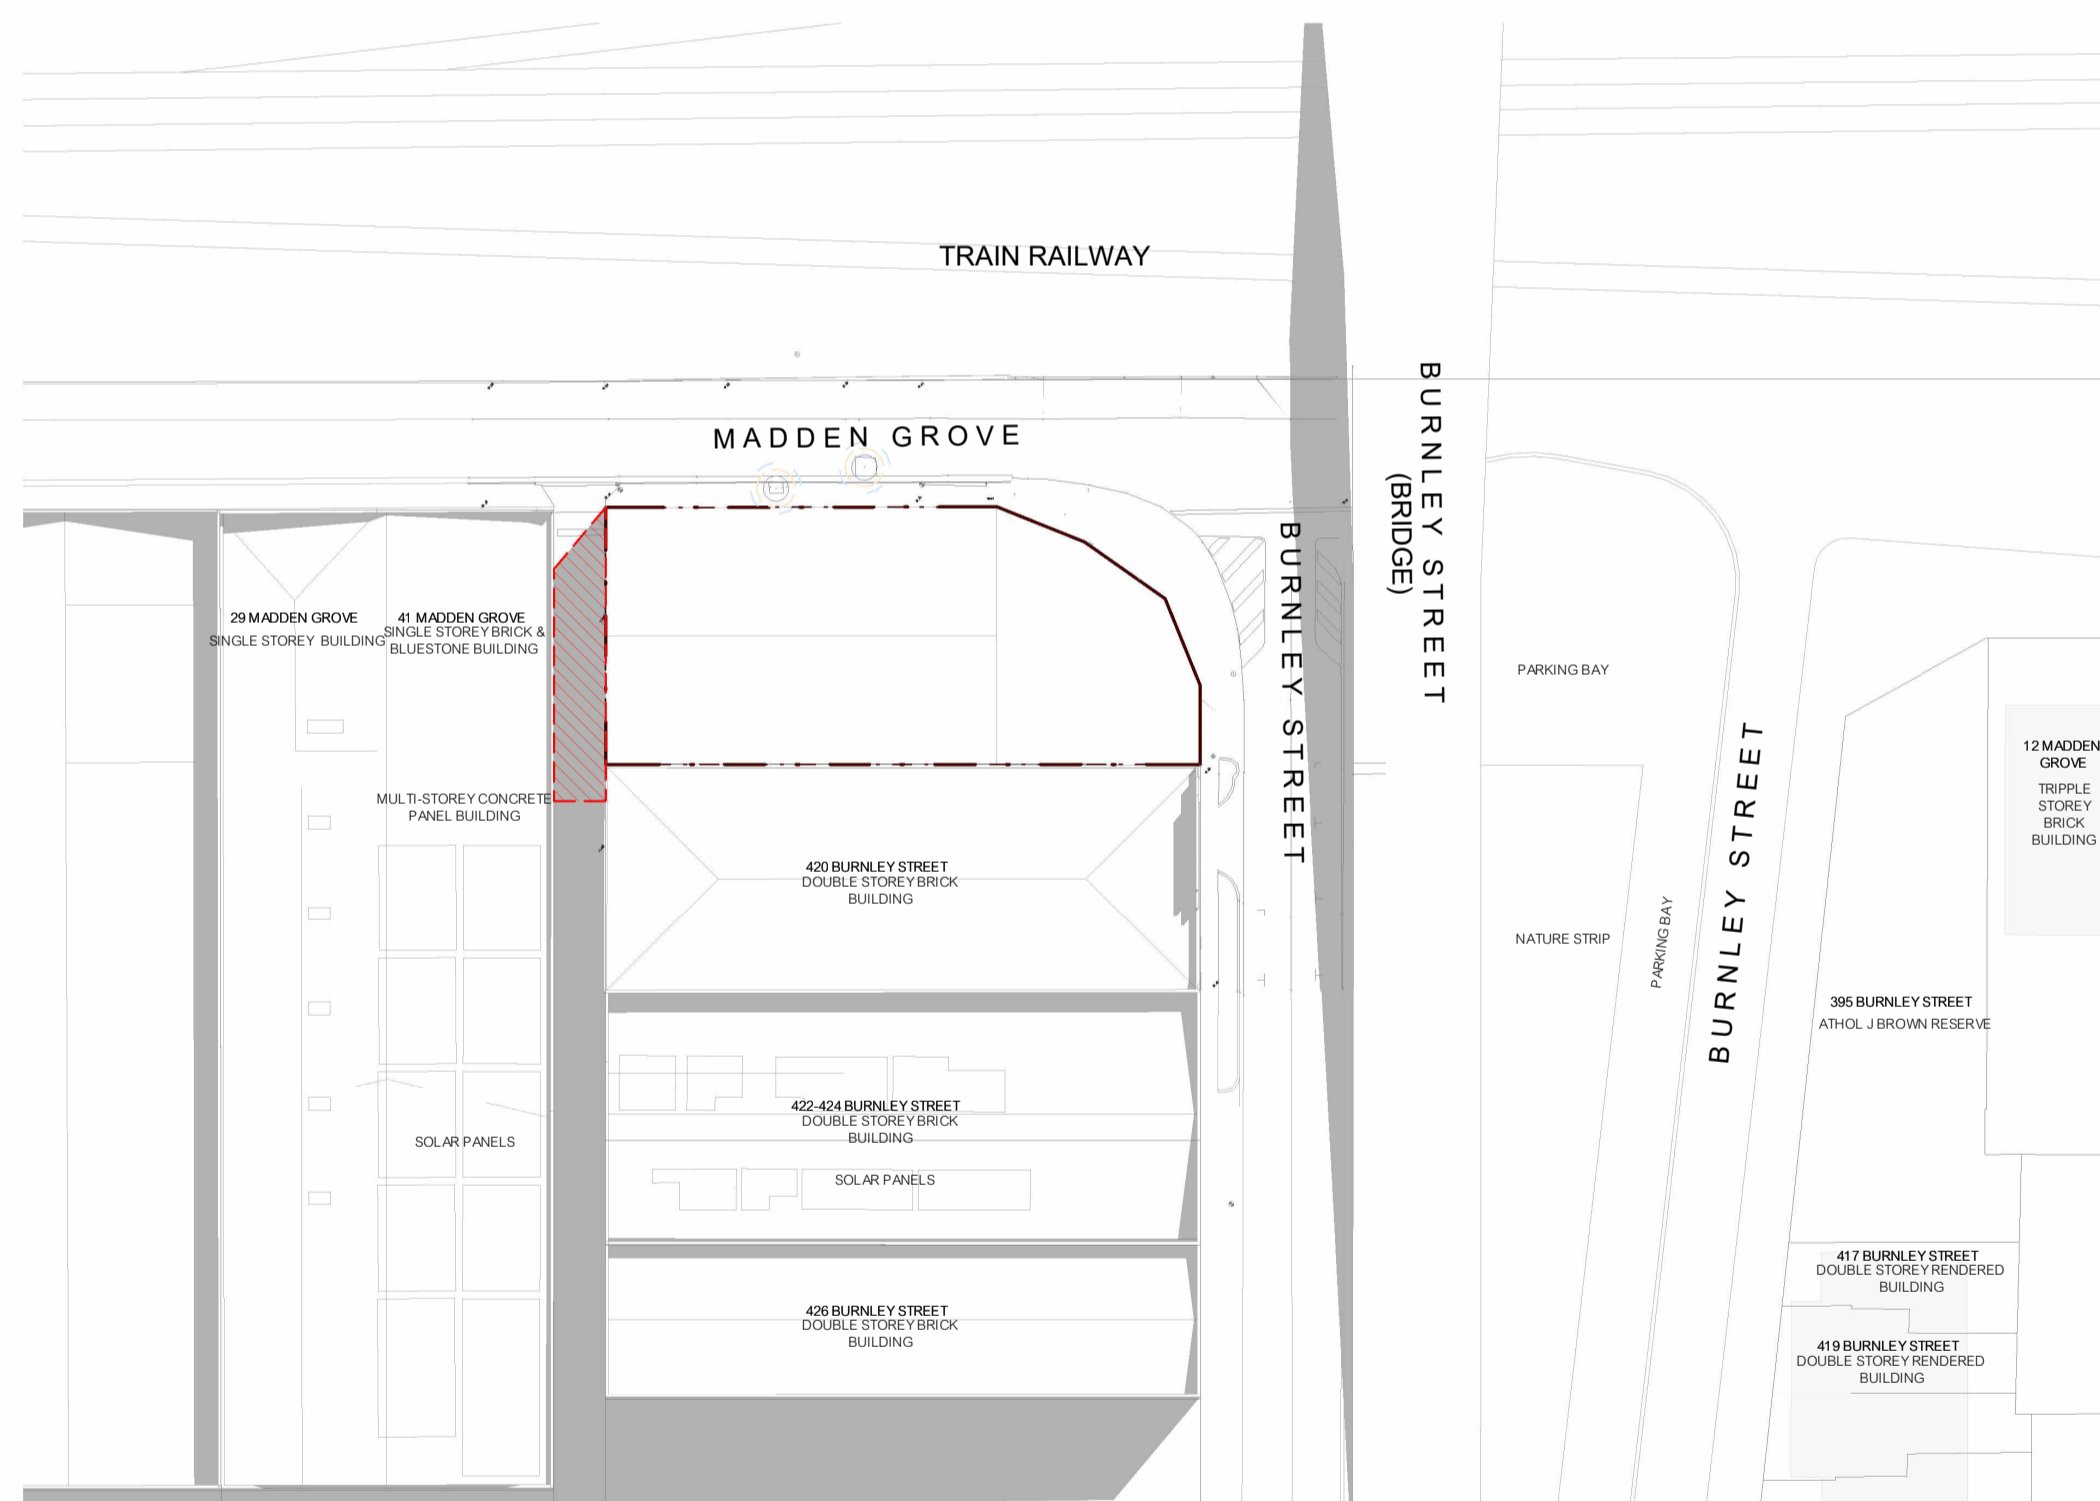 TRAIN RAILWAY
MADDEN GROVE
BURNLEY STREET
(BRIDGE)
BURNLEY STREET
29 MADDEN GROVE
SINGLE STOREY BUILDING
41 MADDEN GROVE
SINGLE STOREY BRICK &
BLUESTONE BUILDING
PARKING BAY
12 MADDEN
GROVE
TRIPPLE
STOREY
BRICK
BUILDING
BURNLEY STREET
MULTI-STOREY CONCRETE
PANEL BUILDING
420 BURNLEY STREET
DOUBLE STOREY BRICK
BUILDING
NATURE STRIP
PARKING BAY
395 BURNLEY STREET
ATHOL J BROWN RESERVE
422-424 BURNLEY STREET
DOUBLE STOREY BRICK
BUILDING
SOLAR PANELS
SOLAR PANELS
417 BURNLEY STREET
DOUBLE STOREY RENDERED
BUILDING
426 BURNLEY STREET
DOUBLE STOREY BRICK
BUILDING
419 BURNLEY STREET
DOUBLE STOREY RENDERED
BUILDING